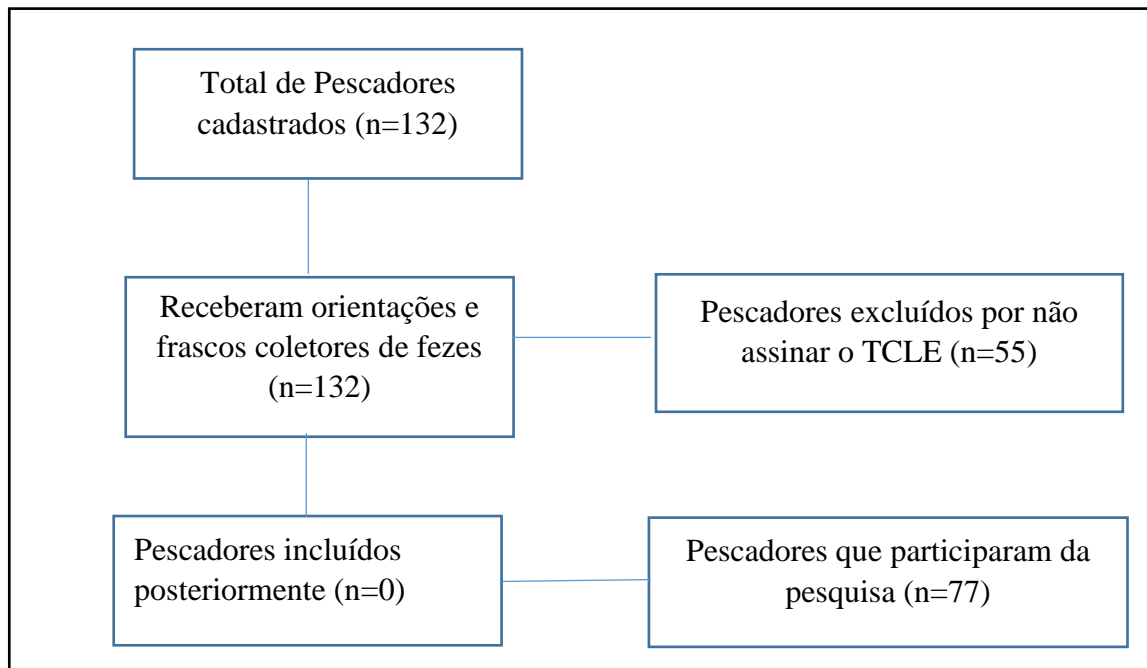 Total de Pescadores
cadastrados (n=132)
Receberam orientações e
frascos coletores de fezes
(n=132)
Pescadores excluídos por não
assinar o TCLE (n=55)
Pescadores incluídos
posteriormente (n=0)
Pescadores que participaram da
pesquisa (n=77)